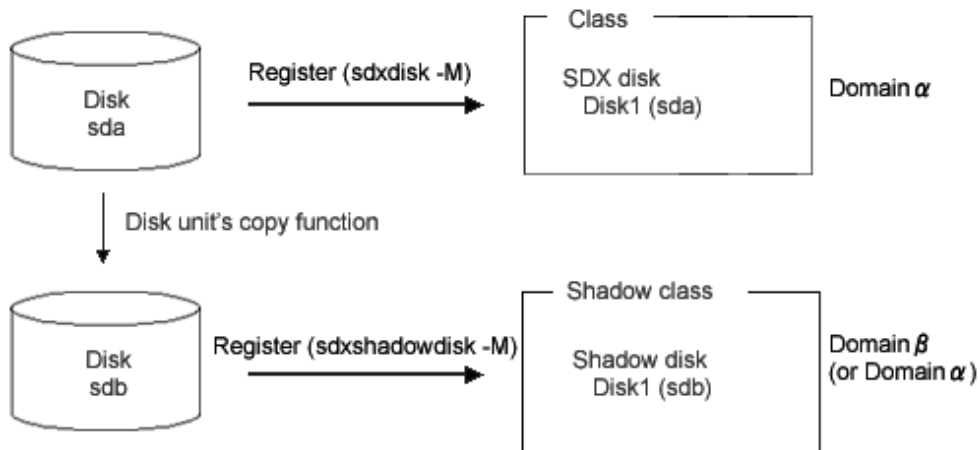 Class
Disk
sda
Register (sdxdisk -M)
SDX disk
Disk1 (sda)
Domain α
Disk unit's copy function
Shadow class
Disk
sdb
Register (sdxshadowdisk -M)
Shadow disk
Disk1 (sdb)
Domain β
(or Domain α)